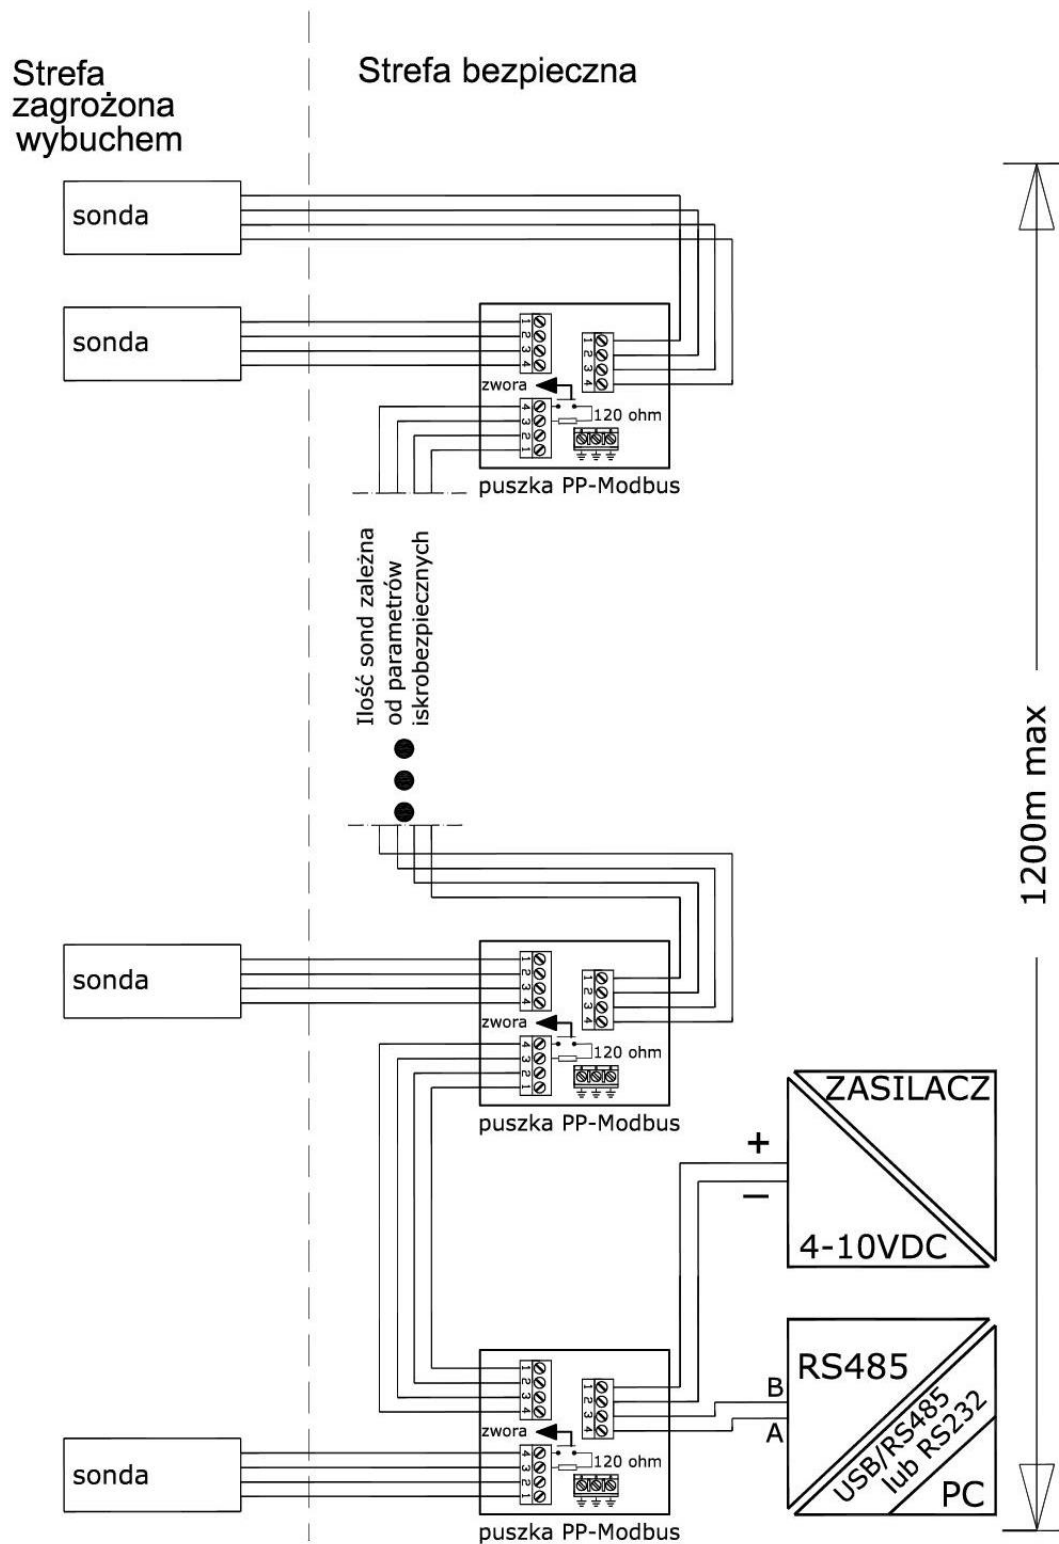 Strefa
zagrożona
wybuchem
Strefa bezpieczna
sonda
sonda
1
2
3
4
1
2
3
4
zwora
4
3
2
1
120 ohm
puszka PP-Modbus
Ilość sond zależna
od parametrów
iskrobezpiecznych
1200m max
sonda
1
2
3
4
1
2
3
4
zwora
4
3
2
1
120 ohm
puszka PP-Modbus
ZASILACZ
+
−
4-10VDC
RS485
B
A
USB/RS485
lub RS232
PC
1
2
3
4
1
2
3
4
zwora
sonda
4
3
2
1
120 ohm
puszka PP-Modbus